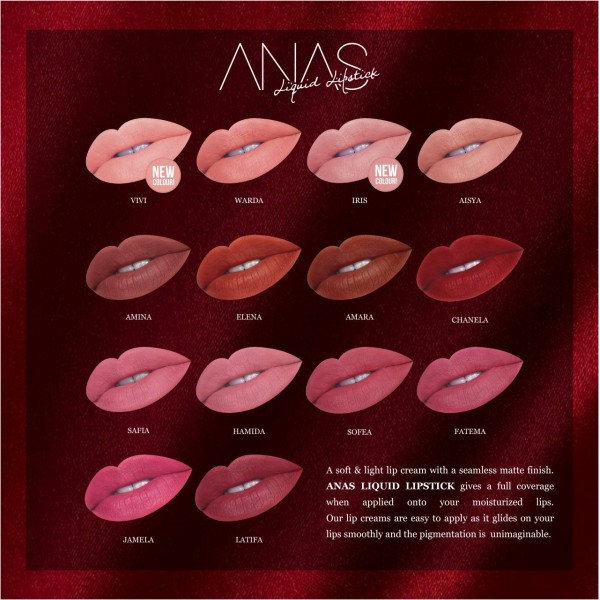 ANAS
Liquid Lipstick
NEW
COLOUR!
NEW
COLOUR!
VIVI
WARDA
IRIS
AISYA
AMINA
ELENA
AMARA
CHANELA
SAFIA
HAMIDA
SOFEA
FATEMA
JAMELA
LATIFA
A soft & light lip cream with a seamless matte finish.
ANAS LIQUID LIPSTICK gives a full coverage
when applied onto your moisturized lips.
Our lip creams are easy to apply as it glides on your
lips smoothly and the pigmentation is unimaginable.